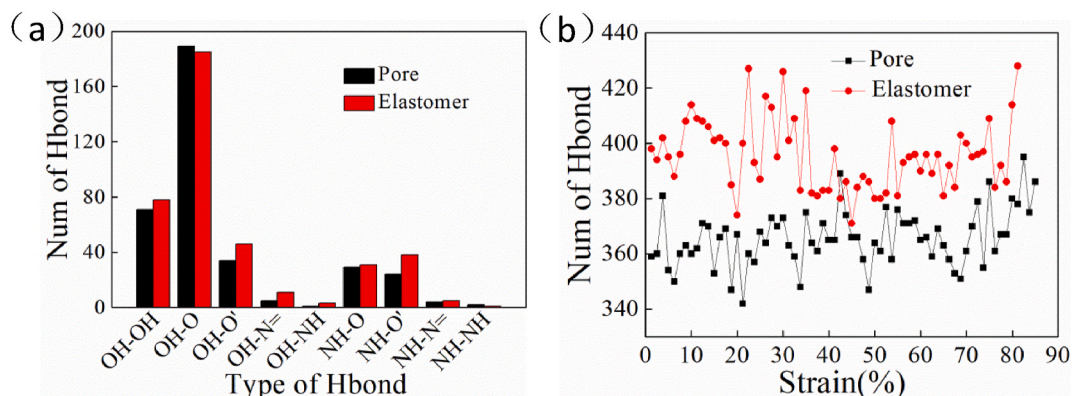 (a)
Num of Hbond
200
160
120
80
40
0
Pore
Elastomer
OH-OH
OH-O
OH-O'
OH-N=
OH-NH
NH-O
NH-O'
NH-N=
NH-NH
Type of Hbond
(b)
Num of Hbond
440
420
400
380
360
340
Pore
Elastomer
0 10 20 30 40 50 60 70 80 90
Strain(%)